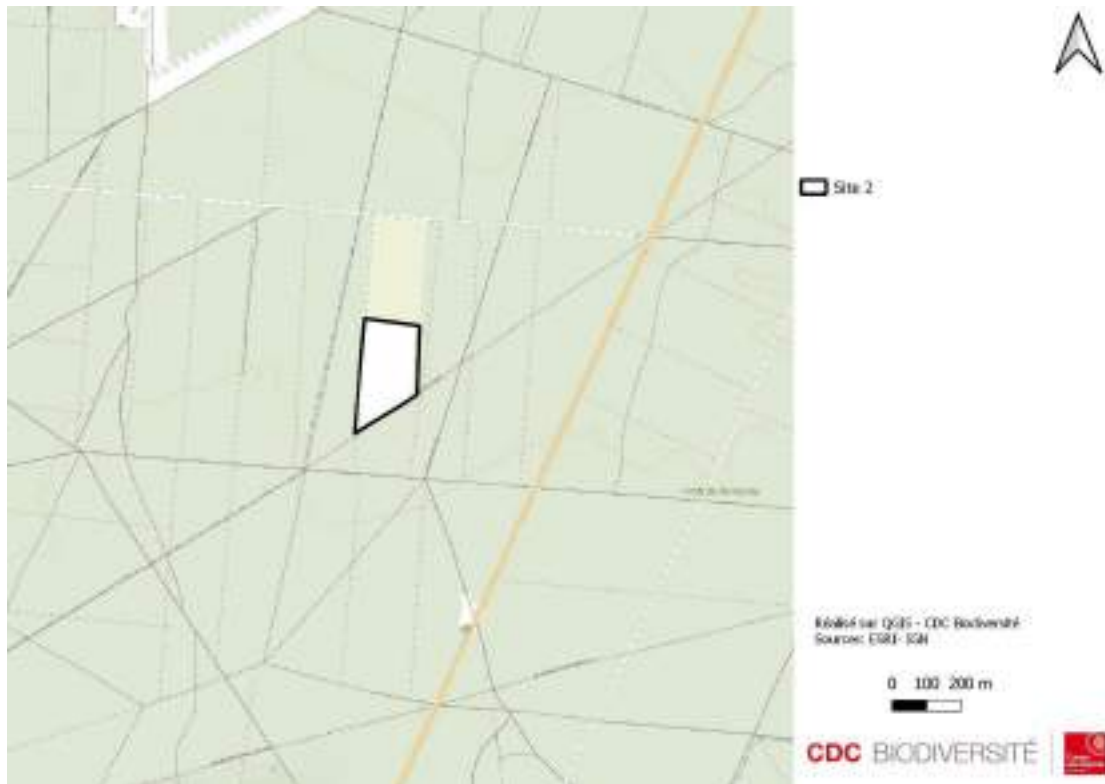 Site 2
Réalisé sur QGIS - CDC Biodiversité
Sources: ESRI- IGN
0 100 200 m
CDC BIODIVERSITÉ